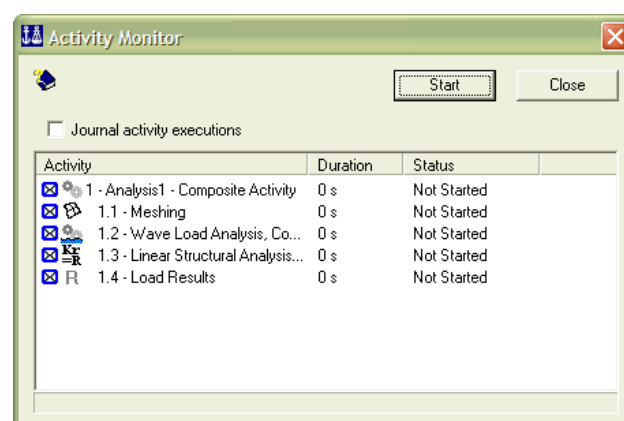 Activity Monitor
Start Close
Journal activity executions
Activity Duration Status
1 - Analysis1 - Composite Activity 0 s Not Started
1.1 - Meshing 0 s Not Started
1.2 - Wave Load Analysis, Co... 0 s Not Started
Kr =R 1.3 - Linear Structural Analysis... 0 s Not Started
R 1.4 - Load Results 0 s Not Started